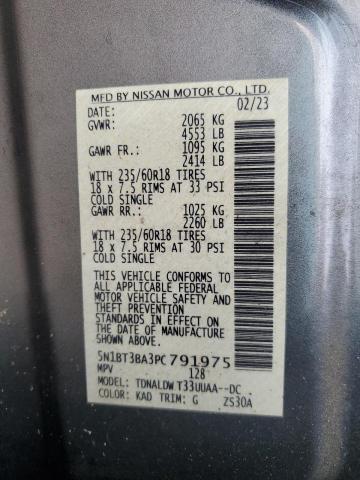 MFD BY NISSAN MOTOR CO., LTD.
DATE: 02/23
GVWR: 2065 KG
4553 LB
GAWR FR.: 1095 KG
2414 LB
WITH 235/60R18 TIRES
18 x 7.5 RIMS AT 33 PSI
COLD SINGLE
GAWR RR.: 1025 KG
2260 LB
WITH 235/60R18 TIRES
18 x 7.5 RIMS AT 30 PSI
COLD SINGLE
THIS VEHICLE CONFORMS TO
ALL APPLICABLE FEDERAL
MOTOR VEHICLE SAFETY
AND THEFT PREVENTION
STANDARDS IN EFFECT ON
THE DATE OF MANUFACTURE
SHOWN ABOVE.
5N1BT3BA3PC791975
MPV 128
MODEL: TDNALDW T33UUAA--DC
COLOR: KAD TRIM: G ZS30A